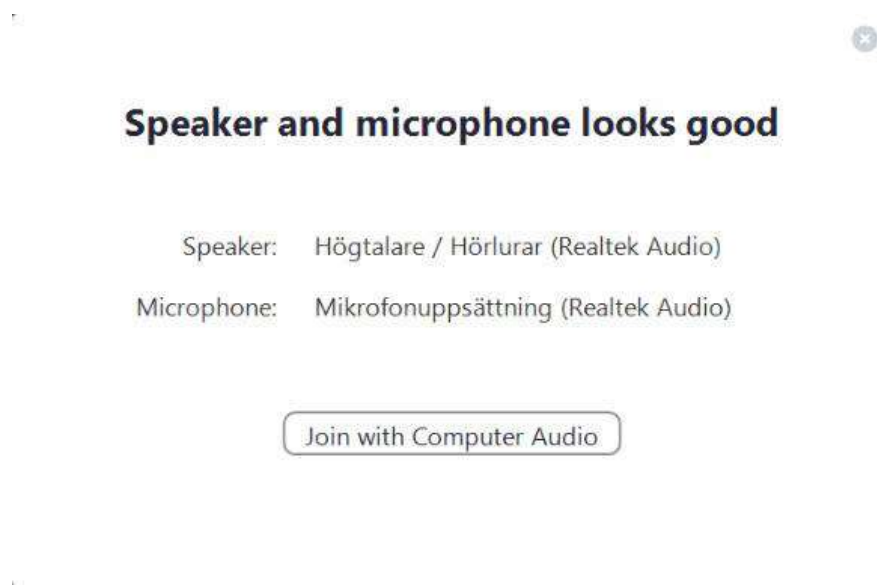 Speaker and microphone looks good
Speaker: Högtalare / Hörlurar (Realtek Audio)
Microphone: Mikrofonuppsättning (Realtek Audio)
Join with Computer Audio